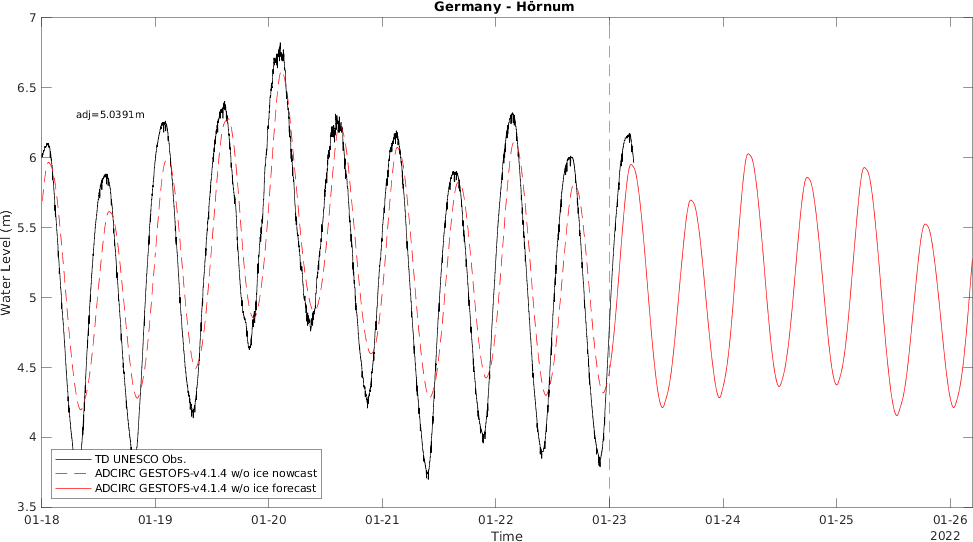 Germany - Hörnum
7
6.5
adj=5.0391m
6
5.5
5
4.5
4
3.5
Water Level (m)
TD UNESCO Obs.
ADCIRC GESTOFS-v4.1.4 w/o ice nowcast
ADCIRC GESTOFS-v4.1.4 w/o ice forecast
01-18 01-19 01-20 01-21 01-22 01-23 01-24 01-25 01-26
Time
2022